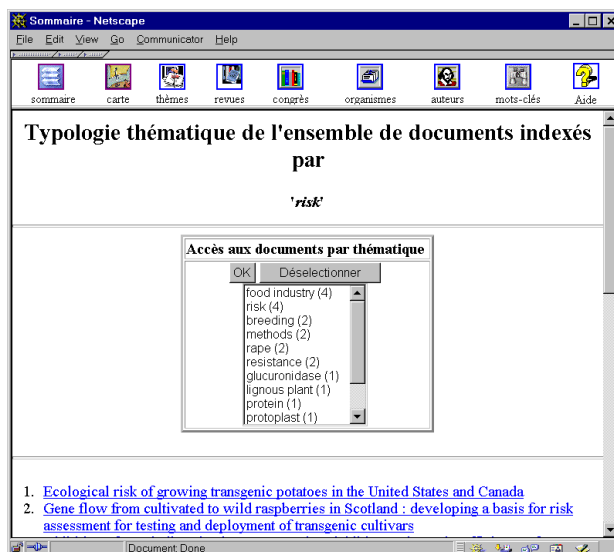 Sommaire - Netscape
File Edit View Go Communicator Help
sommaire carte thèmes revues congrès organismes auteurs mots-clés Aide
Typologie thématique de l'ensemble de documents indexés
par
'risk'
Accès aux documents par thématique
OK Déselectionner
food industry (4)
risk (4)
breeding (2)
methods (2)
rape (2)
resistance (2)
glucuronidase (1)
lignous plant (1)
protein (1)
protoplast (1)
1. Ecological risk of growing transgenic potatoes in the United States and Canada
2. Gene flow from cultivated to wild raspberries in Scotland : developing a basis for risk
assessment for testing and deployment of transgenic cultivars
Document Done